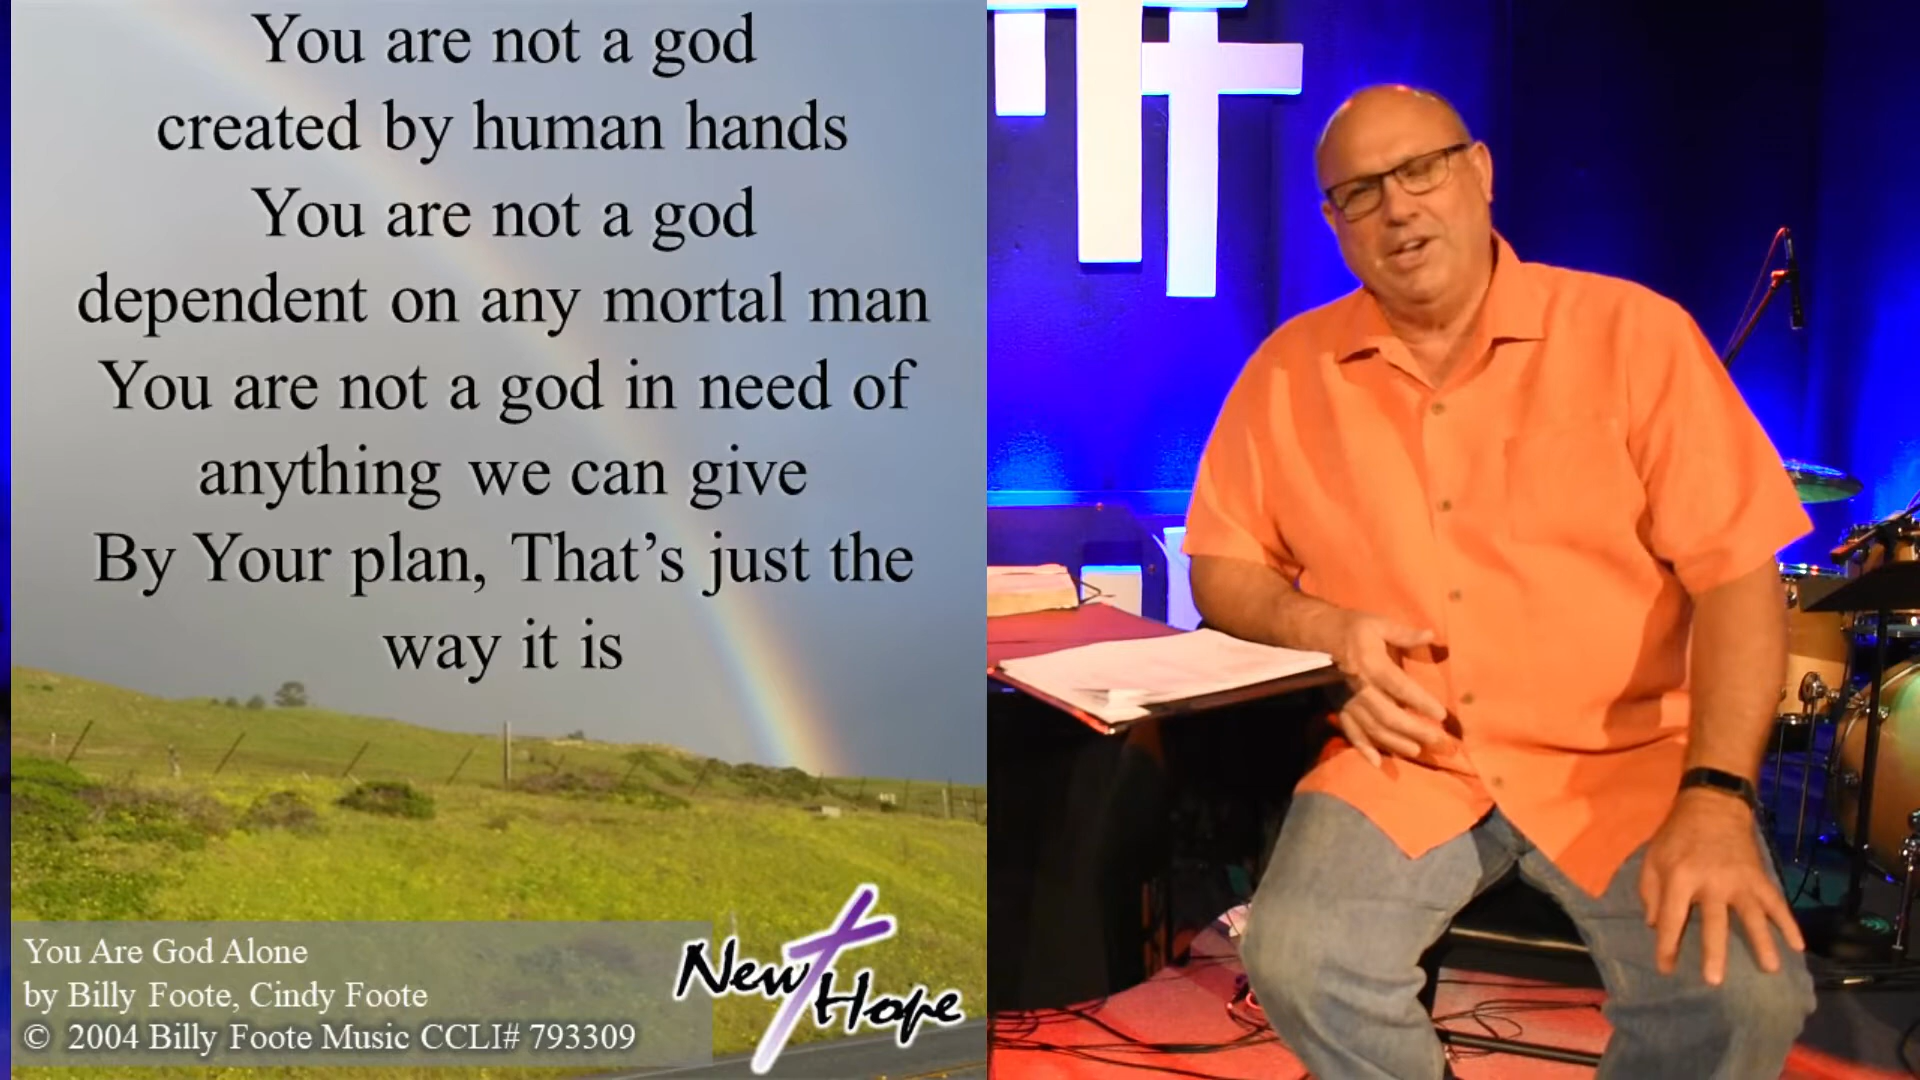 You are not a god
created by human hands
You are not a god
dependent on any mortal man
You are not a god in need of
anything we can give
By Your plan, That’s just the
way it is
You Are God Alone
by Billy Foote, Cindy Foote
© 2004 Billy Foote Music CCLI# 793309
New Hope